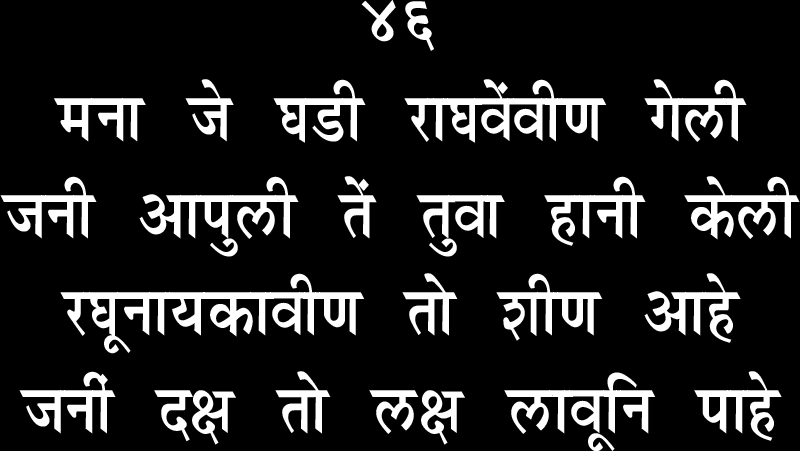 ४६
मना जे घडी राघवेंवीण गेली
जनी आपुली तें तुवा हानी केली
रघूनायकावीण तो शीण आहे
जनीं दक्ष तो लक्ष लावूनि पाहे